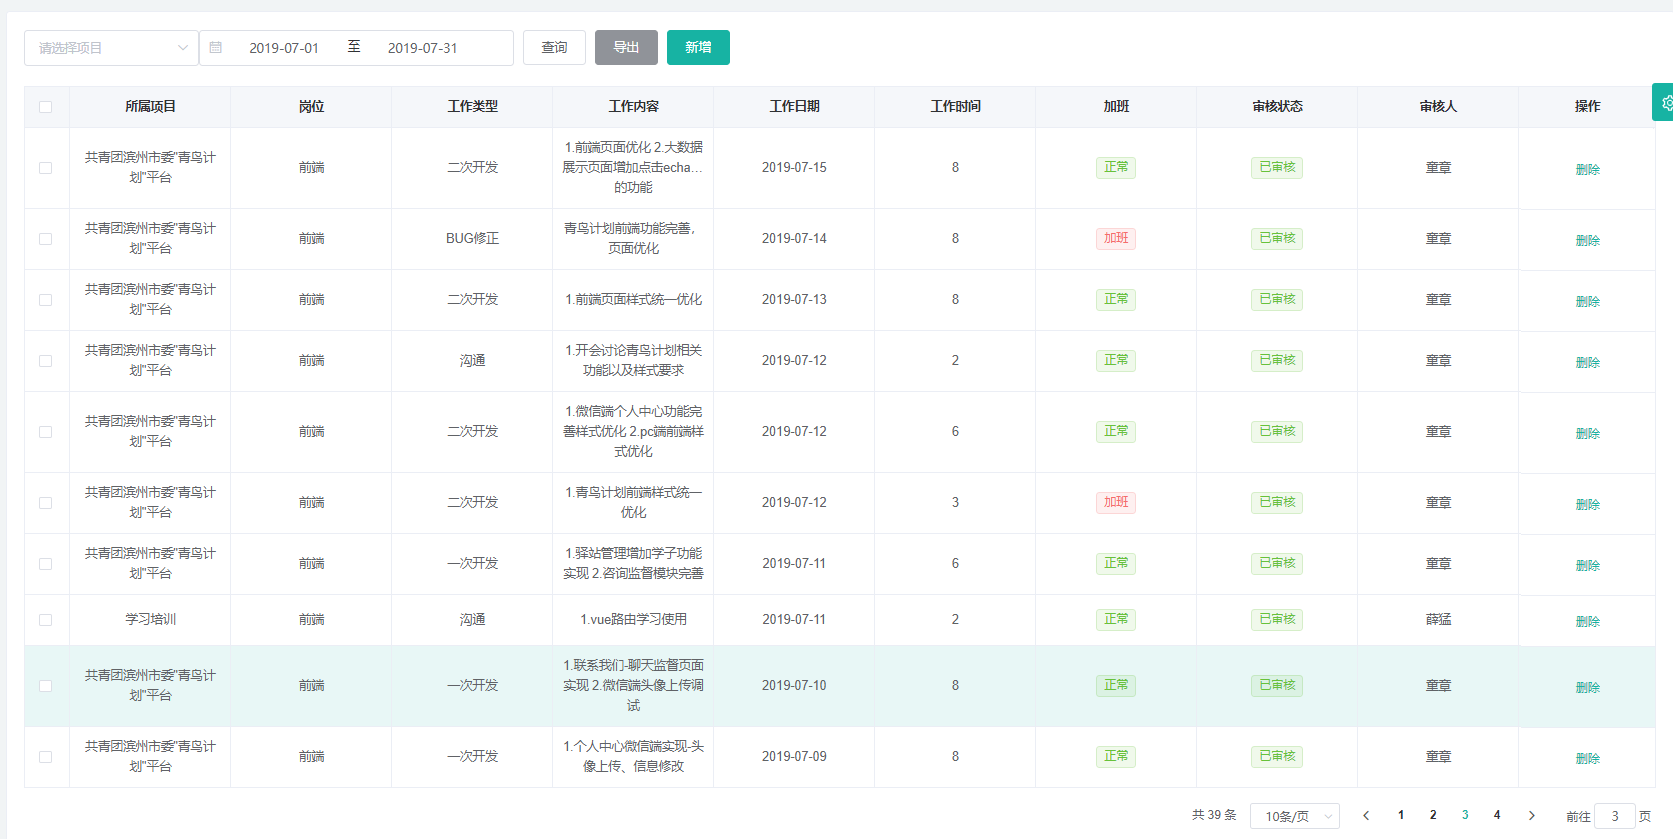 请选择项目 2019-07-01 至 2019-07-31 查询 导出 新增
所属项目 岗位 工作类型 工作内容 工作日期 工作时间 加班 审核状态 审核人 操作
共青团滨州市委"青鸟计
划"平台
前端
二次开发
1.前端页面优化 2.大数据
展示页面增加点击echa...
的功能
2019-07-15
8
正常
已审核
童章
删除
共青团滨州市委"青鸟计
划"平台
前端
BUG修正
青鸟计划前端功能完善，
页面优化
2019-07-14
8
加班
已审核
童章
删除
共青团滨州市委"青鸟计
划"平台
前端
二次开发
1.前端页面样式统一优化
2019-07-13
8
正常
已审核
童章
删除
共青团滨州市委"青鸟计
划"平台
前端
沟通
1.开会讨论青鸟计划相关
功能以及样式要求
2019-07-12
2
正常
已审核
童章
删除
共青团滨州市委"青鸟计
划"平台
前端
二次开发
1.微信端个人中心功能完
善样式优化 2.pc端前端样
式优化
2019-07-12
6
正常
已审核
童章
删除
共青团滨州市委"青鸟计
划"平台
前端
二次开发
1.青鸟计划前端样式统一
优化
2019-07-12
3
加班
已审核
童章
删除
共青团滨州市委"青鸟计
划"平台
前端
一次开发
1.驿站管理增加学子功能
实现 2.咨询监督模块完善
2019-07-11
6
正常
已审核
童章
删除
学习培训
前端
沟通
1.vue路由学习使用
2019-07-11
2
正常
已审核
薛猛
删除
共青团滨州市委"青鸟计
划"平台
前端
一次开发
1.联系我们-聊天监督页面
实现 2.微信端头像上传调
试
2019-07-10
8
正常
已审核
童章
删除
共青团滨州市委"青鸟计
划"平台
前端
一次开发
1.个人中心微信端实现-头
像上传、信息修改
2019-07-09
8
正常
已审核
童章
删除
共 39 条 10条/页 1 2 3 4 前往 3 页